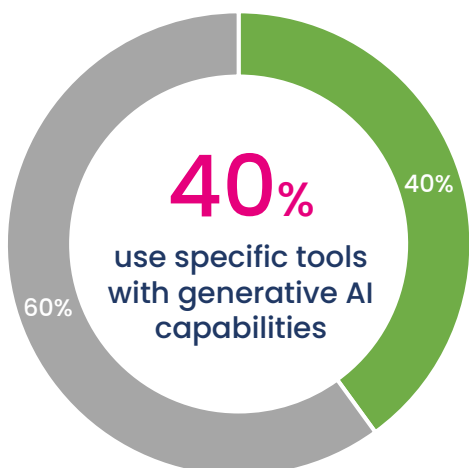 40%
40%
use specific tools
with generative AI
capabilities
60%